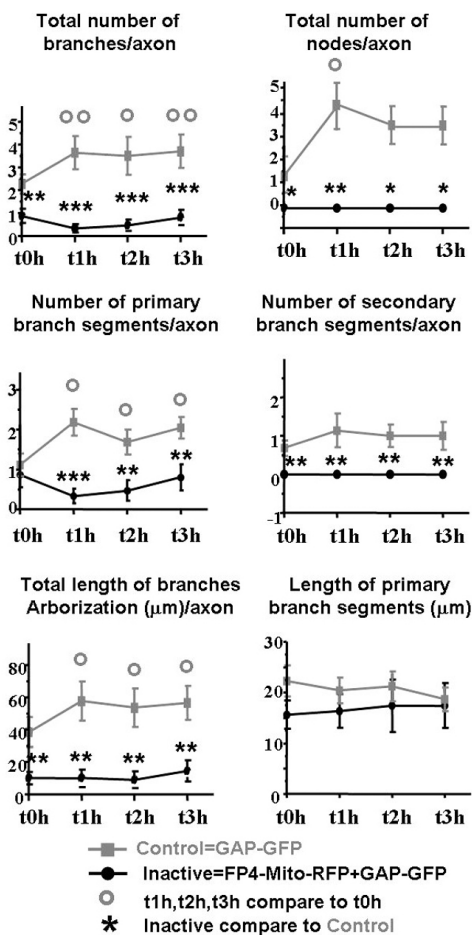 Total number of
branches/axon
5
4
3
2
1
0
** *** *** ***
t0h t1h t2h t3h
Total number of
nodes/axon
5
4
3
2
1
0
* ** * *
t0h t1h t2h t3h
Number of primary
branch segments/axon
3
2
1
0
*** ** **
t0h t1h t2h t3h
Number of secondary
branch segments/axon
2
1
0
-1
** ** ** **
t0h t1h t2h t3h
Total length of branches
Arborization (μm)/axon
80
60
40
20
0
** ** ** **
t0h t1h t2h t3h
Length of primary
branch segments (μm)
30
20
10
0
t0h t1h t2h t3h
Control=GAP-GFP
Inactive=FP4-Mito-RFP+GAP-GFP
t1h,t2h,t3h compare to t0h
* Inactive compare to Control